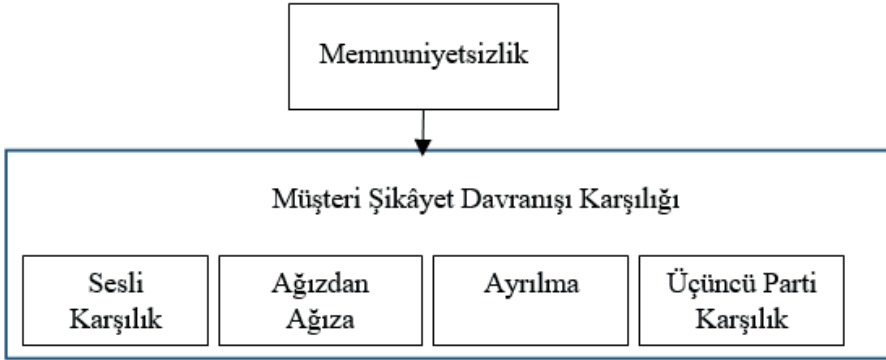 Memnuniyetsizlik
Müşteri Şikâyet Davranışı Karşılığı
Sesli
Karşılık
Ağızdan
Ağıza
Ayrılma
Üçüncü Parti
Karşılık